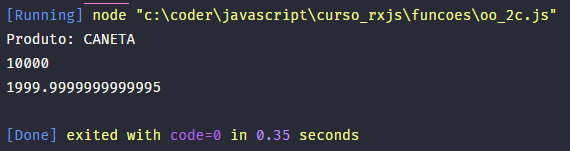 [Running] node "c:\coder\javascript\curso_rxjs\funcoes\oo_2c.js"
Produto: CANETA
10000
1999.9999999999995
[Done] exited with code=0 in 0.35 seconds